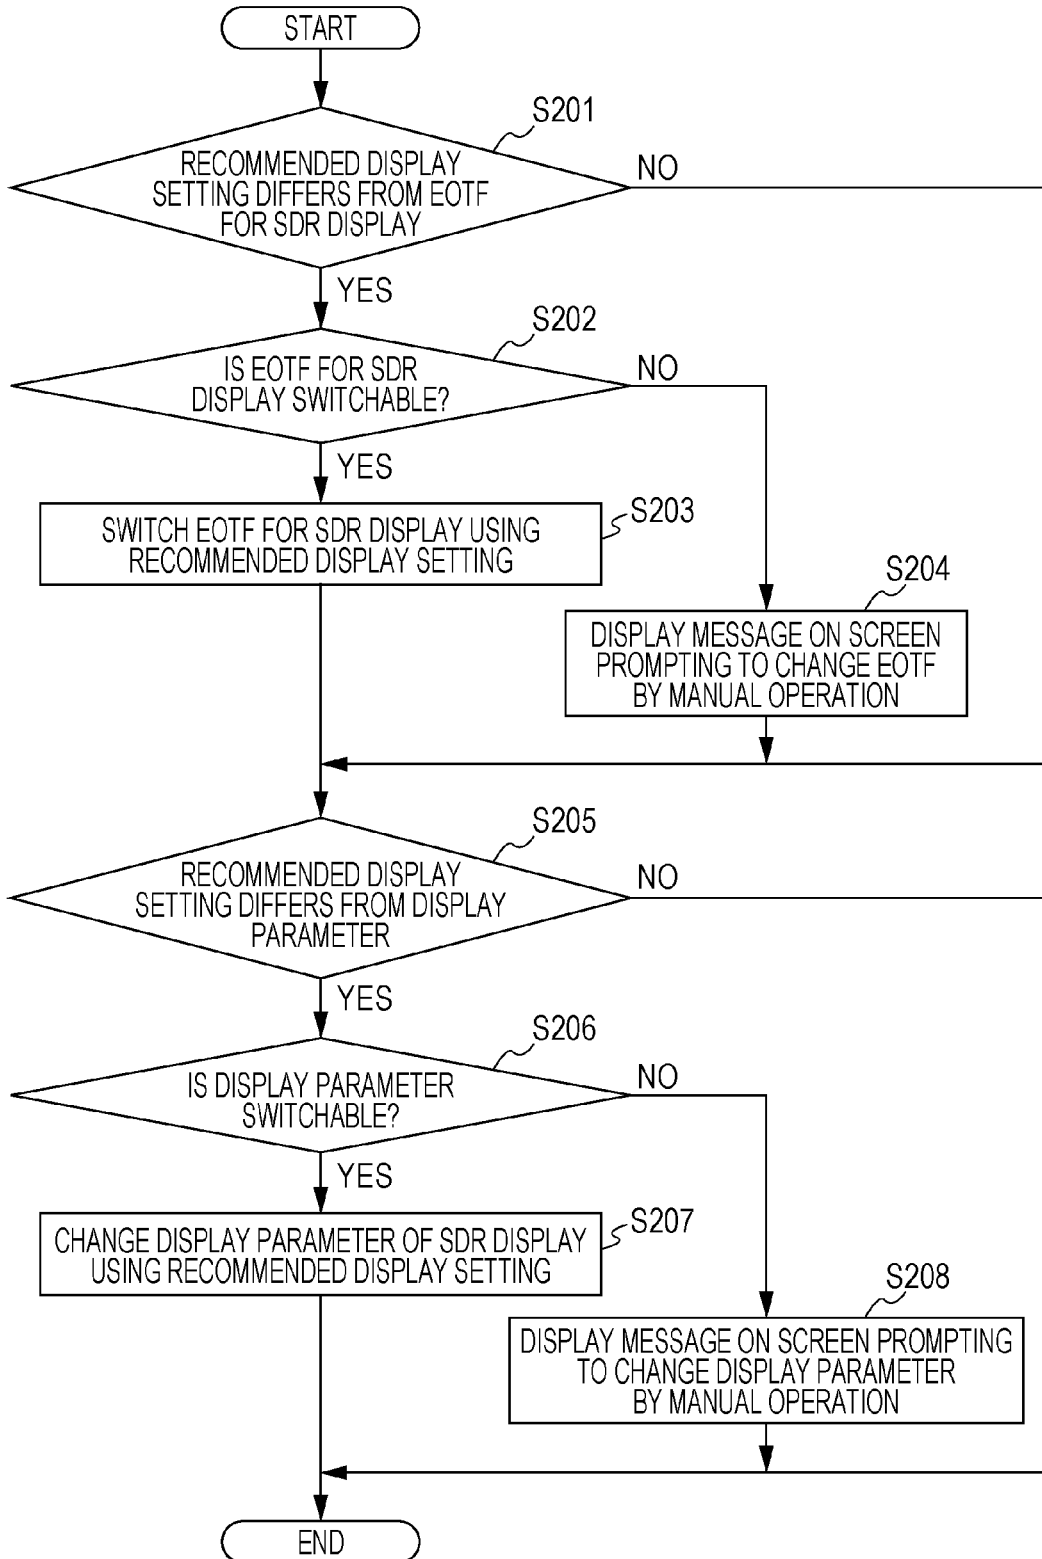 START
S201
RECOMMENDED DISPLAY
SETTING DIFFERS FROM EOTF
FOR SDR DISPLAY
NO
YES
S202
IS EOTF FOR SDR
DISPLAY SWITCHABLE?
NO
YES
S203
SWITCH EOTF FOR SDR DISPLAY USING
RECOMMENDED DISPLAY SETTING
S204
DISPLAY MESSAGE ON SCREEN
PROMPTING TO CHANGE EOTF
BY MANUAL OPERATION
S205
RECOMMENDED DISPLAY
SETTING DIFFERS FROM DISPLAY
PARAMETER
NO
YES
S206
IS DISPLAY PARAMETER
SWITCHABLE?
NO
YES
S207
CHANGE DISPLAY PARAMETER OF SDR DISPLAY
USING RECOMMENDED DISPLAY SETTING
S208
DISPLAY MESSAGE ON SCREEN PROMPTING
TO CHANGE DISPLAY PARAMETER
BY MANUAL OPERATION
END